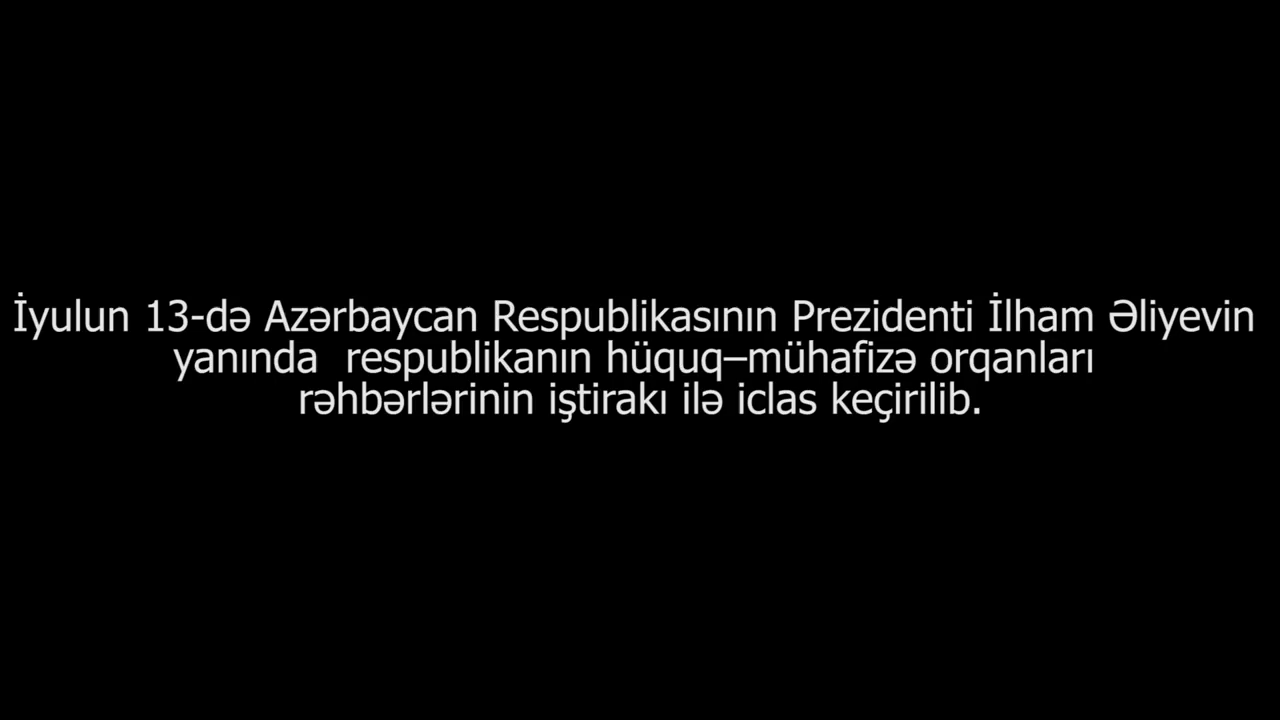 İyulun 13-də Azərbaycan Respublikasının Prezidenti İlham Əliyevin
yanında  respublikanın hüquq–mühafizə orqanları
rəhbərlərinin iştirakı ilə iclas keçirilib.